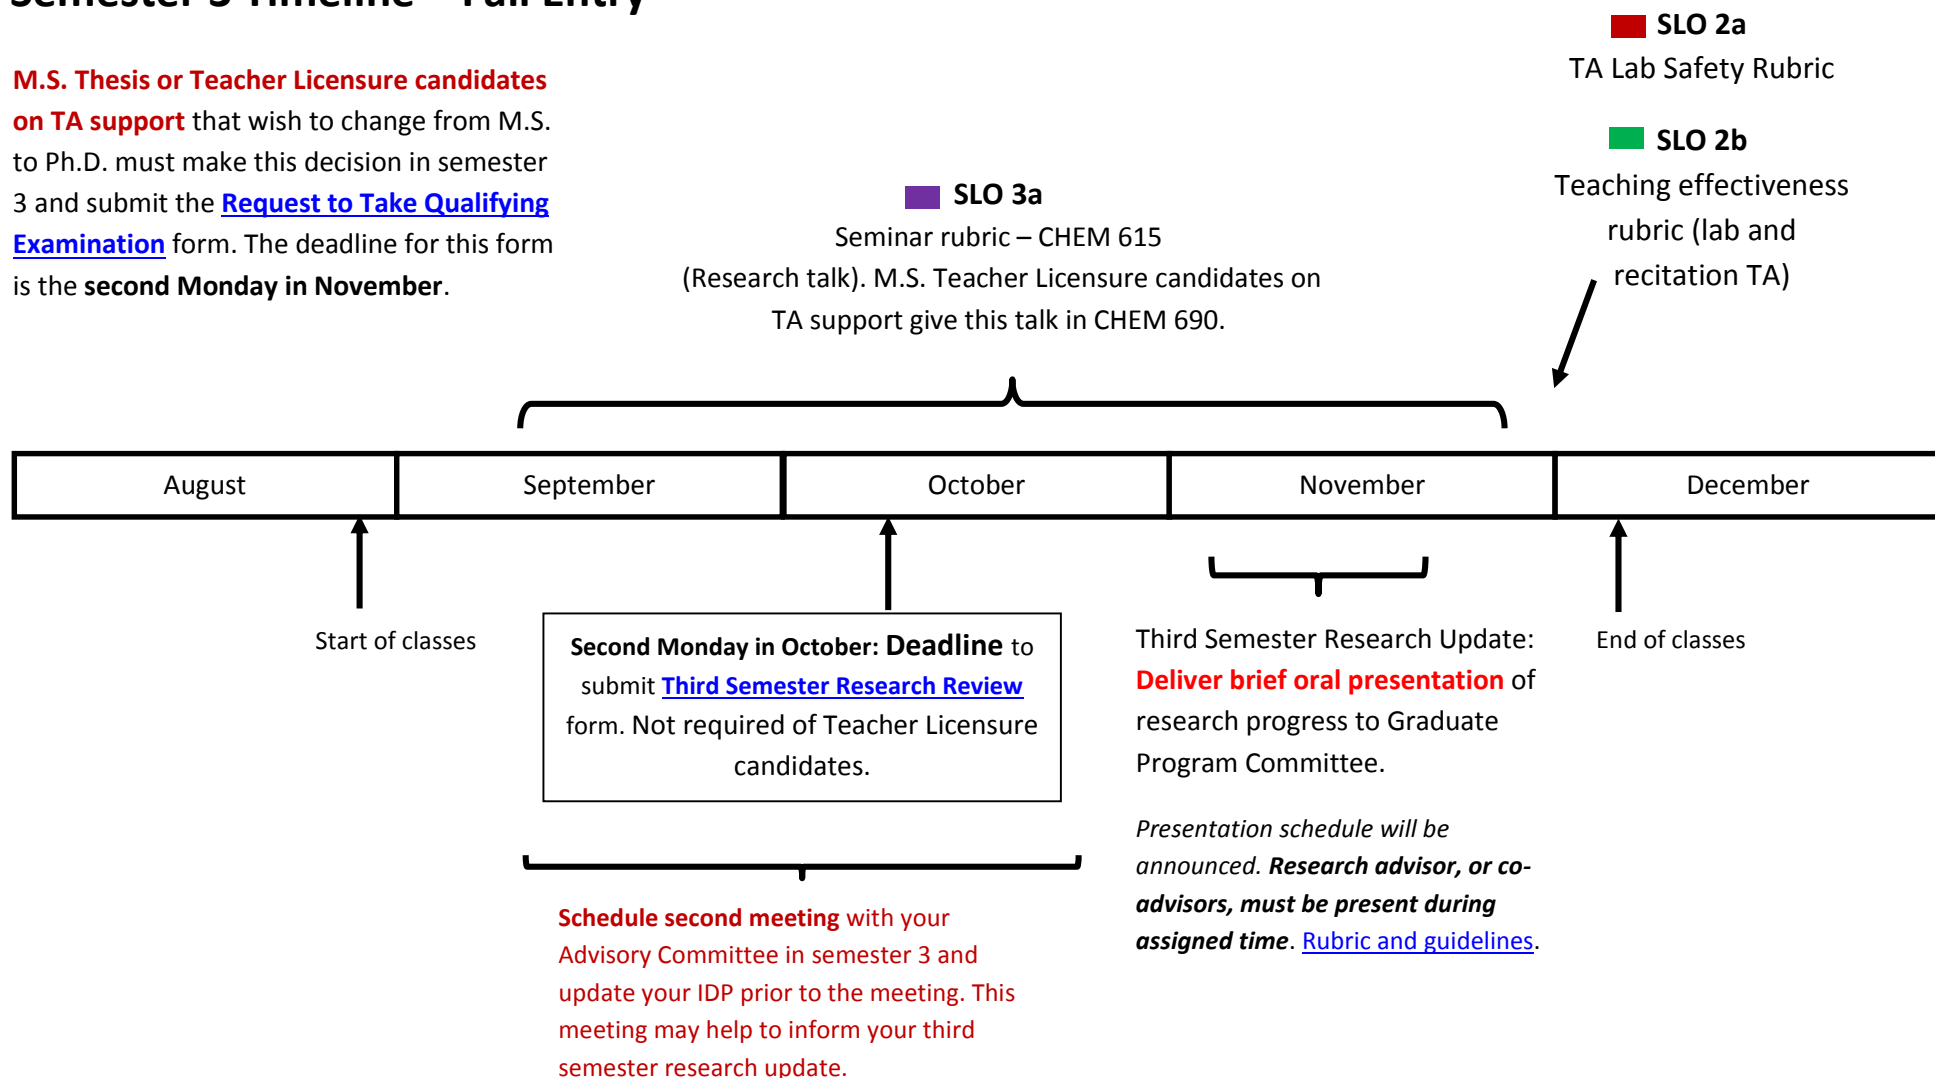 Semester 3 Timeline – Fall Entry
M.S. Thesis or Teacher Licensure candidates
on TA support that wish to change from M.S.
to Ph.D. must make this decision in semester
3 and submit the Request to Take Qualifying
Examination form. The deadline for this form
is the second Monday in November.
SLO 3a
Seminar rubric – CHEM 615
(Research talk). M.S. Teacher Licensure candidates on
TA support give this talk in CHEM 690.
SLO 2a
TA Lab Safety Rubric
SLO 2b
Teaching effectiveness
rubric (lab and
recitation TA)
August
September
October
November
December
Start of classes
Second Monday in October: Deadline to
submit Third Semester Research Review
form. Not required of Teacher Licensure
candidates.
Schedule second meeting with your
Advisory Committee in semester 3 and
update your IDP prior to the meeting. This
meeting may help to inform your third
semester research update.
Third Semester Research Update:
Deliver brief oral presentation of
research progress to Graduate
Program Committee.
Presentation schedule will be
announced. Research advisor, or co-
advisors, must be present during
assigned time. Rubric and guidelines.
End of classes